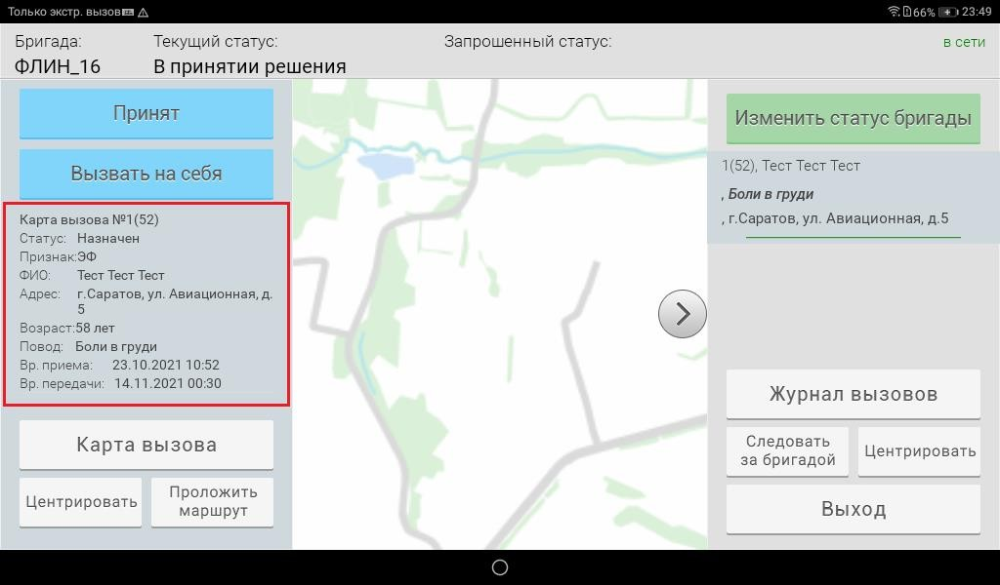 Только экстр. вызов
66% 23:49
Бригада: Текущий статус: Запрошенный статус: в сети
ФЛИН_16 В принятии решения
Принят
Вызвать на себя
Карта вызова №1(52)
Статус: Назначен
Признак:ЭФ
ФИО: Тест Тест Тест
Адрес: г.Саратов, ул. Авиационная, д.
5
Возраст:58 лет
Повод: Боли в груди
Вр. приема: 23.10.2021 10:52
Вр. передачи: 14.11.2021 00:30
Карта вызова
Центрировать
Проложить
маршрут
Изменить статус бригады
1(52), Тест Тест Тест
, Боли в груди
, г.Саратов, ул. Авиационная, д.5
Журнал вызовов
Следовать
за бригадой
Центрировать
Выход